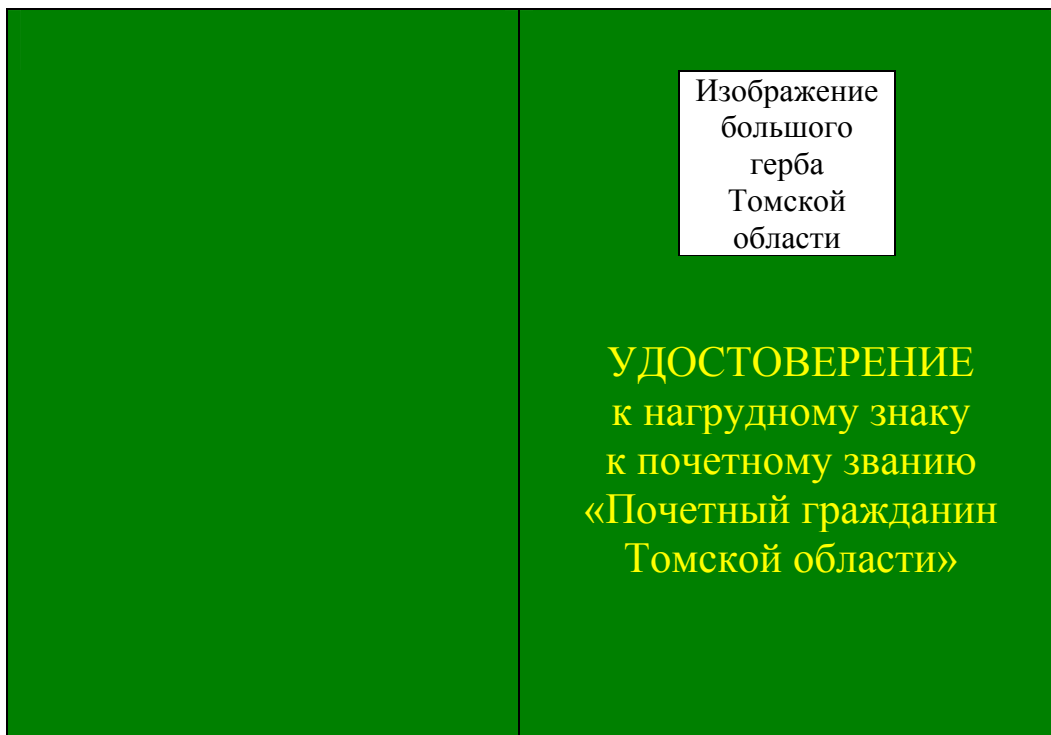 Изображение
большого
герба
Томской
области
УДОСТОВЕРЕНИЕ
к нагрудному знаку
к почетному званию
«Почетный гражданин
Томской области»